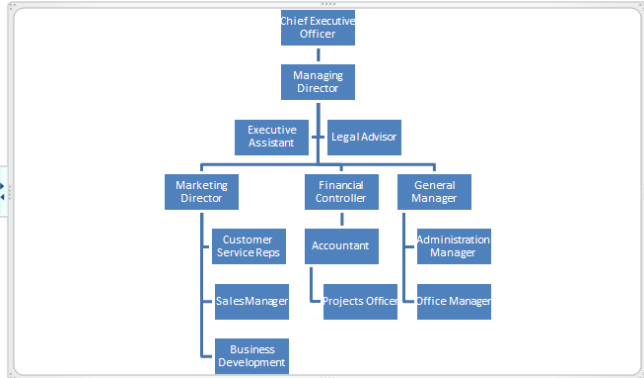 Chief Executive
Officer
Managing
Director
Executive
Assistant
Legal Advisor
Marketing
Director
Financial
Controller
General
Manager
Customer
Service Reps
Accountant
Administration
Manager
SalesManager
Projects Officer
Office Manager
Business
Development